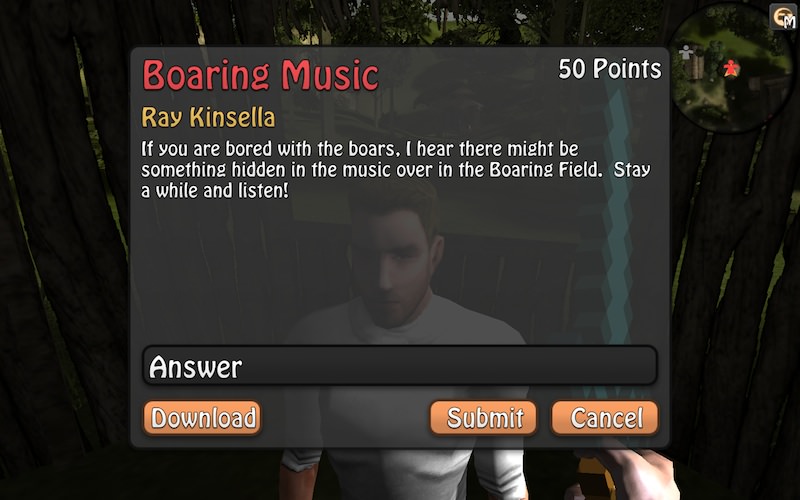 Boaring Music
50 Points
Ray Kinsella
If you are bored with the boars, I hear there might be
something hidden in the music over in the Boaring Field.  Stay
a while and listen!
Answer
Download
Submit
Cancel